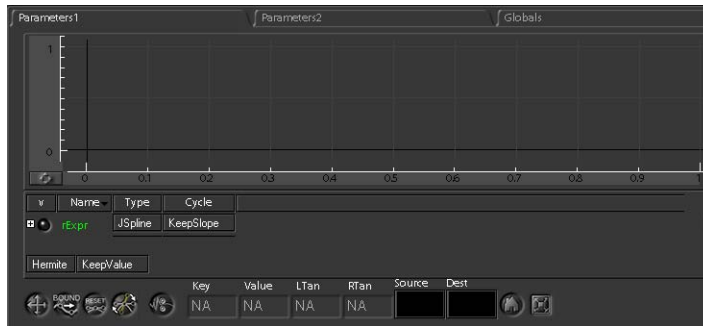 Parameters1 Parameters2 Globals
1
0
0 0.1 0.2 0.3 0.4 0.5 0.6 0.7 0.8 0.9 1
Name Type Cycle
rExpr JSpline KeepSlope
Hermite KeepValue
Key Value LTan RTan Source Dest
BOUND RESET NA NA NA NA